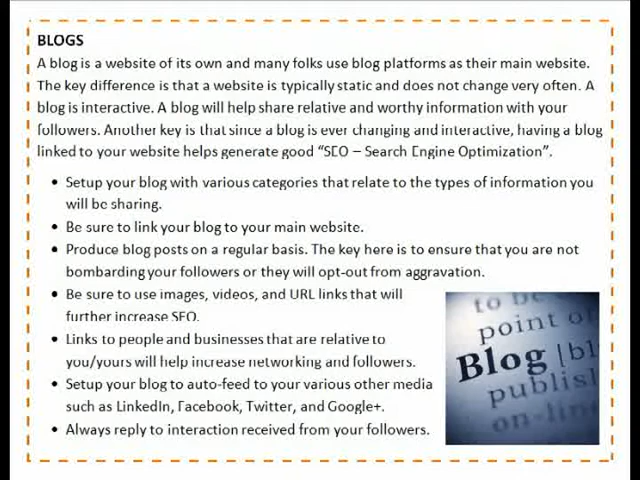 BLOGS
A blog is a website of its own and many folks use blog platforms as their main website.
The key difference is that a website is typically static and does not change very often. A
blog is interactive. A blog will help share relative and worthy information with your
followers. Another key is that since a blog is ever changing and interactive, having a blog
linked to your website helps generate good “SEO – Search Engine Optimization”.
• Setup your blog with various categories that relate to the types of information you
will be sharing.
• Be sure to link your blog to your main website.
• Produce blog posts on a regular basis. The key here is to ensure that you are not
bombarding your followers or they will opt-out from aggravation.
• Be sure to use images, videos, and URL links that will
further increase SEO.
• Links to people and businesses that are relative to
you/yours will help increase networking and followers.
• Setup your blog to auto-feed to your various other media
such as LinkedIn, Facebook, Twitter, and Google+.
• Always reply to interaction received from your followers.
to be
point of
Blog |bl
publis
on-lin